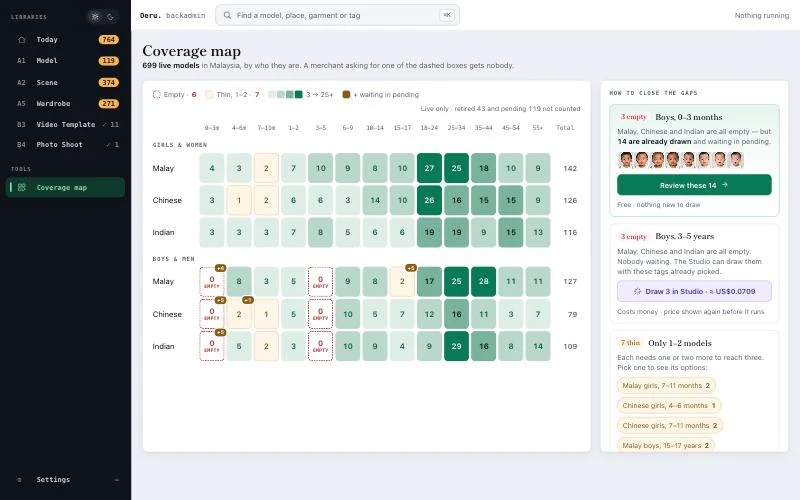 LIBRARIES
Today 764
A1 Model 119
A2 Scene 374
A5 Wardrobe 271
B3 Video Template ✓ 11
B4 Photo Shoot ✓ 1
TOOLS
Coverage map
Settings
Oeru. backadmin
Find a model, place, garment or tag
⌘K
Nothing running.
Coverage map
699 live models in Malaysia, by who they are. A merchant asking for one of the dashed boxes gets nobody.
Empty · 6 Thin, 1–2 · 7 3 → 25+ + waiting in pending
Live only · retired 43 and pending 119 not counted
0–3m 4–6m 7–11m 1–2 3–5 6–9 10–14 15–17 18–24 25–34 35–44 45–54 55+ Total
GIRLS & WOMEN
Malay 4 3 2 7 10 9 8 10 27 25 18 10 9 142
Chinese 3 1 2 6 6 3 14 10 26 16 15 15 9 126
Indian 3 3 3 7 8 5 6 6 19 19 9 15 13 116
BOYS & MEN
+4 +5
Malay 0 EMPTY 8 3 5 0 EMPTY 9 8 2 17 25 28 11 11 127
+5 +1
Chinese 0 EMPTY 2 1 5 0 EMPTY 10 5 7 12 16 11 3 7 79
+5
Indian 0 EMPTY 5 2 3 0 EMPTY 10 9 4 9 29 16 8 14 109
HOW TO CLOSE THE GAPS
3 empty Boys, 0–3 months
Malay, Chinese and Indian are all empty — but
14 are already drawn and waiting in pending.
Review these 14 →
Free · nothing new to draw
3 empty Boys, 3–5 years
Malay, Chinese and Indian are all empty.
Nobody waiting. The Studio can draw them
with these tags already picked.
Draw 3 in Studio · ≈ US$0.0709
Costs money · price shown again before it runs
7 thin Only 1–2 models
Each needs one or two more to reach three.
Pick one to see its options:
Malay girls, 7–11 months 2
Chinese girls, 4–6 months 1
Chinese girls, 7–11 months 2
Malay boys, 15–17 years 2